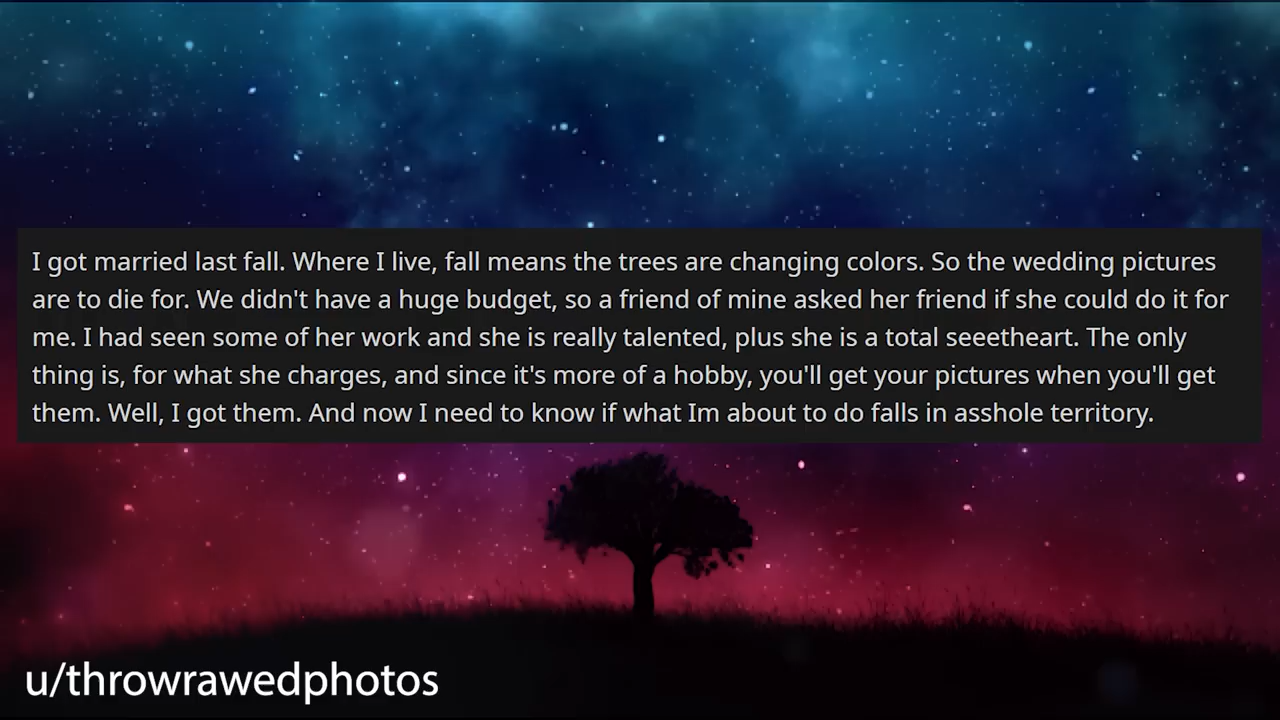 I got married last fall. Where I live, fall means the trees are changing colors. So the wedding pictures
are to die for. We didn't have a huge budget, so a friend of mine asked her friend if she could do it for
me. I had seen some of her work and she is really talented, plus she is a total seeetheart. The only
thing is, for what she charges, and since it's more of a hobby, you'll get your pictures when you'll get
them. Well, I got them. And now I need to know if what Im about to do falls in asshole territory.
u/throwrawedphotos